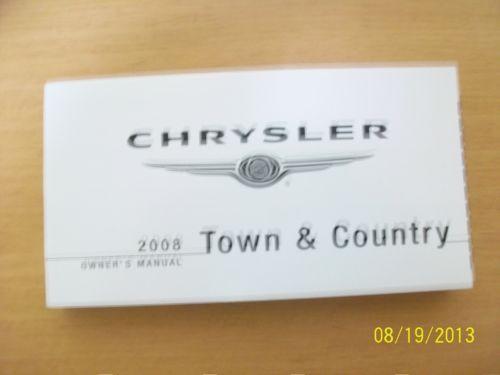 CHRYSLER
2008 Town & Country
OWNER'S MANUAL
08/19/2013